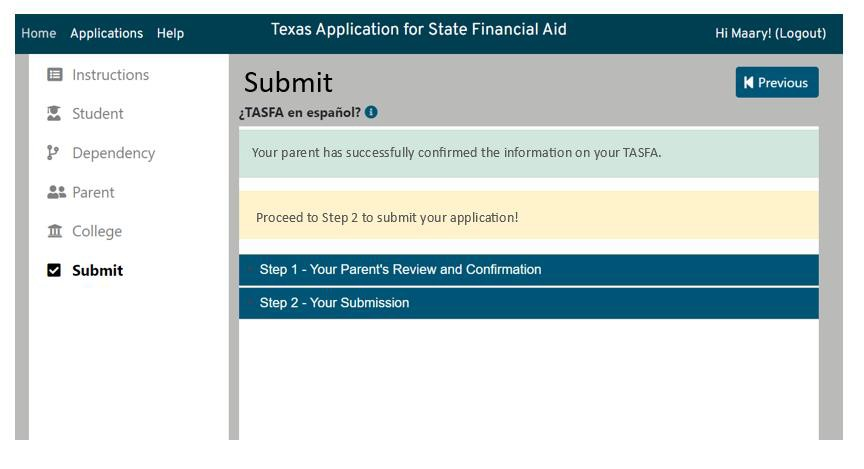 Home Applications Help Texas Application for State Financial Aid Hi Maary! (Logout)
Instructions
Student
Dependency
Parent
College
Submit
Submit
Previous
¿TASFA en español?
Your parent has successfully confirmed the information on your TASFA.
Proceed to Step 2 to submit your application!
Step 1 - Your Parent's Review and Confirmation
Step 2 - Your Submission